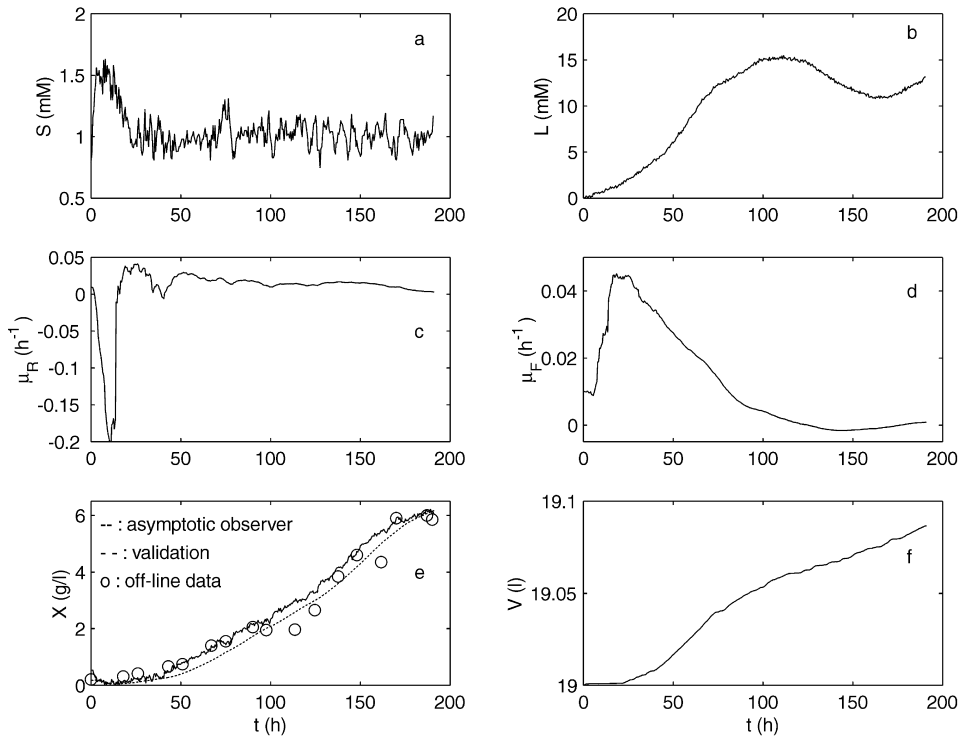 2
1.5
1
0.5
S (mM)
a
0 50 100 150 200
20
15
10
5
0
L (mM)
b
0 50 100 150 200
0.05
0
-0.05
-0.1
-0.15
-0.2
μR (h-1)
c
0 50 100 150 200
0.04
0.02
0
μF (h-1)
d
0 50 100 150 200
6
4
2
0
X (g/l)
-- : asymptotic observer
- - : validation
o : off-line data
e
0 50 100 150 200
t (h)
19.1
19.05
19
V (l)
f
0 50 100 150 200
t (h)